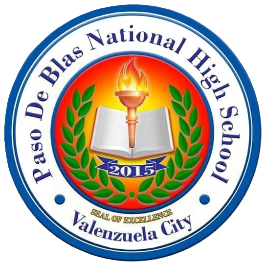 Paso De Blas National High School
2015
SEAL OF EXCELLENCE
Valenzuela City